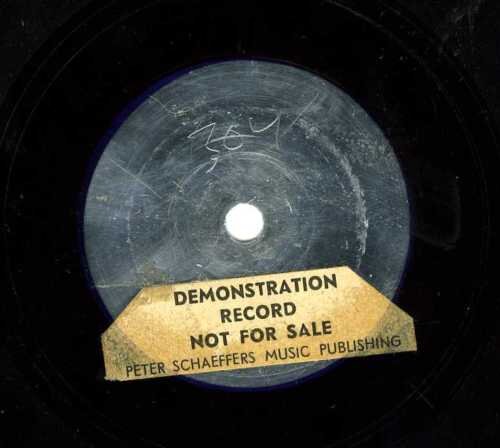 DEMONSTRATION
RECORD
NOT FOR SALE
PETER SCHAEFFERS MUSIC PUBLISHING